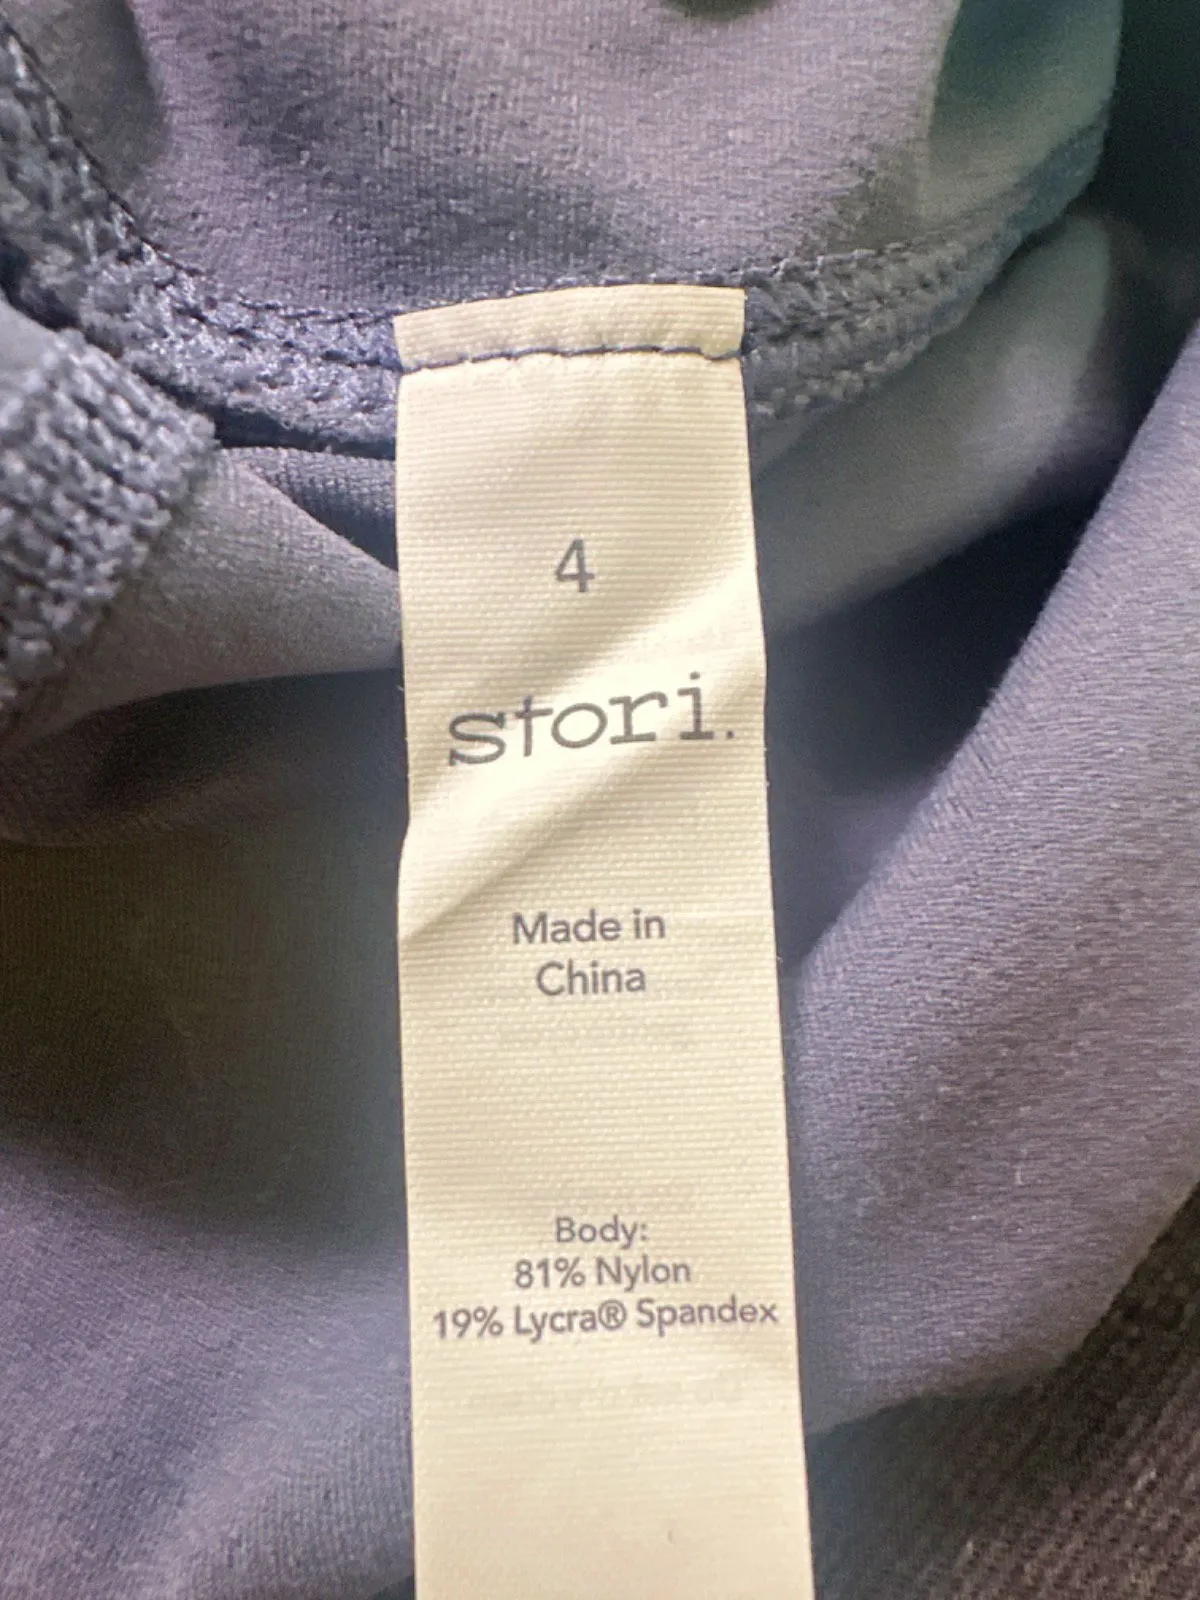 4
stori.
Made in
China
Body:
81% Nylon
19% Lycra® Spandex